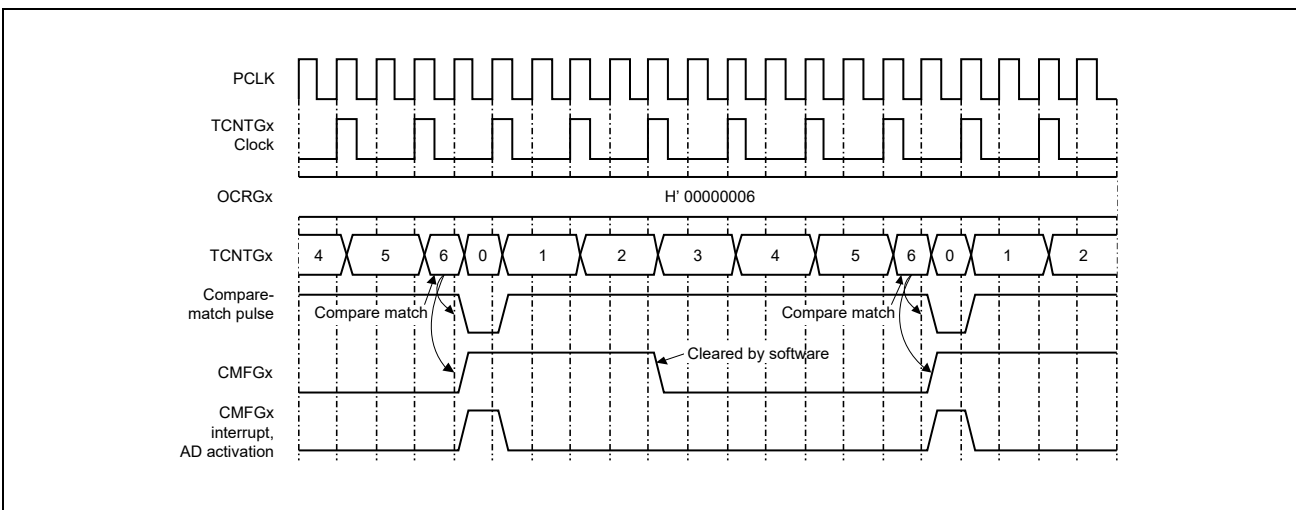 PCLK
TCNTGx
Clock
OCRGx
H' 00000006
TCNTGx
4 5 6 0 1 2 3 4 5 6 0 1 2
Compare-
match pulse
Compare match
Compare match
Cleared by software
CMFGx
CMFGx
interrupt,
AD activation